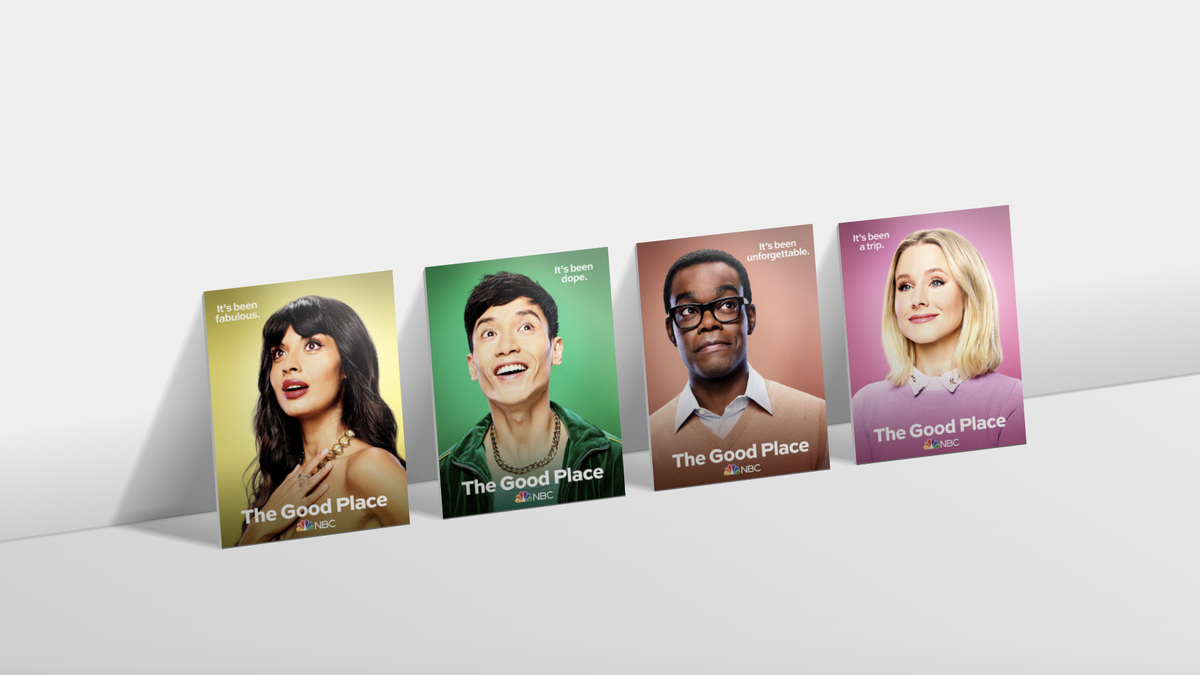 It's been
fabulous.
The Good Place
NBC
It's been
dope.
The Good Place
NBC
It's been
unforgettable.
The Good Place
NBC
It's been
a trip.
The Good Place
NBC